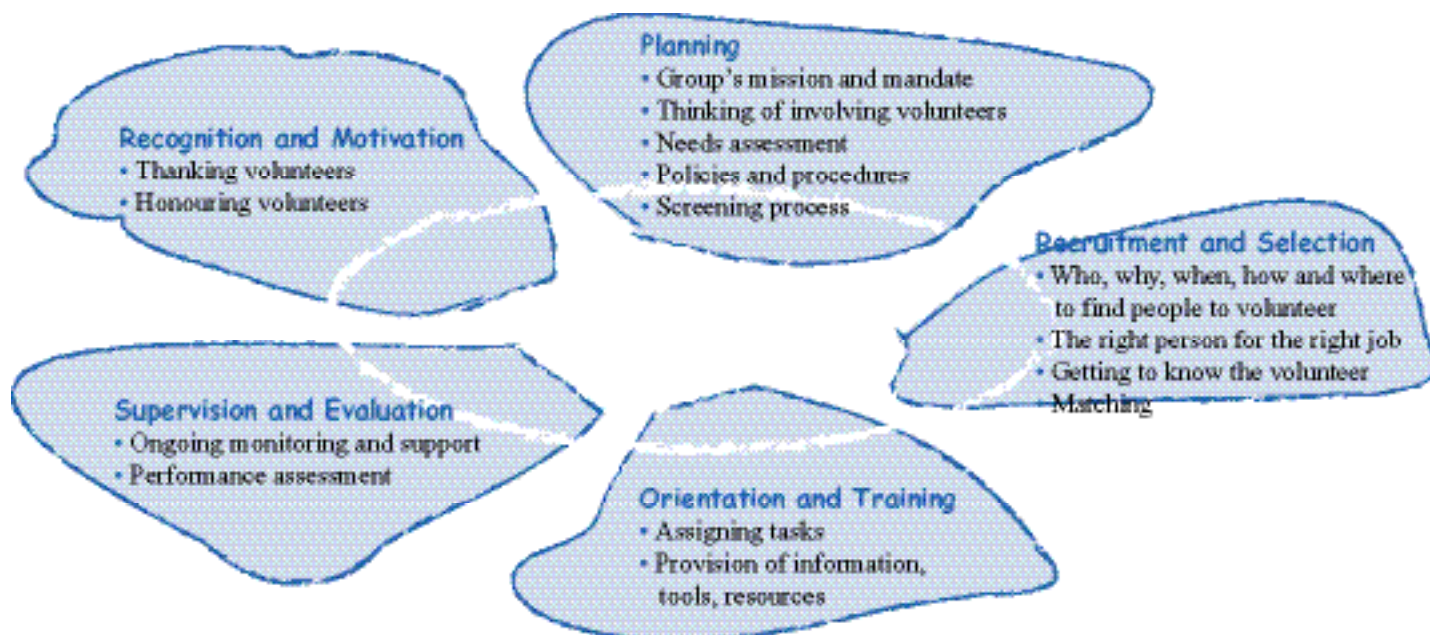 Planning
• Group's mission and mandate
• Thinking of involving volunteers
• Needs assessment
• Policies and procedures
• Screening process
Recruitment and Selection
• Who, why, when, how and where
to find people to volunteer
• The right person for the right job
• Getting to know the volunteer
• Matching
Orientation and Training
• Assigning tasks
• Provision of information,
tools, resources
Supervision and Evaluation
• Ongoing monitoring and support
• Performance assessment
Recognition and Motivation
• Thanking volunteers
• Honouring volunteers